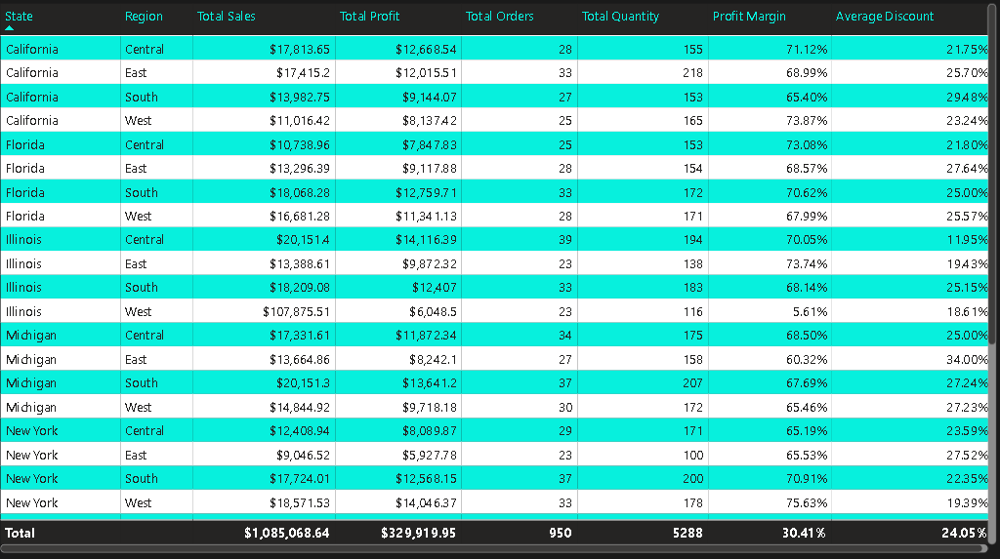 State Region Total Sales Total Profit Total Orders Total Quantity Profit Margin Average Discount
California Central $17,813.65 $12,668.54 28 155 71.12% 21.75%
California East $17,415.2 $12,015.51 33 218 68.99% 25.70%
California South $13,982.75 $9,144.07 27 153 65.40% 29.48%
California West $11,016.42 $8,137.42 25 165 73.87% 23.24%
Florida Central $10,738.96 $7,847.83 25 153 73.08% 21.80%
Florida East $13,296.39 $9,117.88 28 154 68.57% 27.64%
Florida South $18,068.28 $12,759.71 33 172 70.62% 25.00%
Florida West $16,681.28 $11,341.13 28 171 67.99% 25.57%
Illinois Central $20,151.4 $14,116.39 39 194 70.05% 11.95%
Illinois East $13,388.61 $9,872.32 23 138 73.74% 19.43%
Illinois South $18,209.08 $12,407 33 183 68.14% 25.15%
Illinois West $107,875.51 $6,048.5 23 116 5.61% 18.61%
Michigan Central $17,331.61 $11,872.34 34 175 68.50% 25.00%
Michigan East $13,664.86 $8,242.1 27 158 60.32% 34.00%
Michigan South $20,151.3 $13,641.2 37 207 67.69% 27.24%
Michigan West $14,844.92 $9,718.18 30 172 65.46% 27.23%
New York Central $12,408.94 $8,089.87 29 171 65.19% 23.59%
New York East $9,046.52 $5,927.78 23 100 65.53% 27.52%
New York South $17,724.01 $12,568.15 37 200 70.91% 22.35%
New York West $18,571.53 $14,046.37 33 178 75.63% 19.39%
Total $1,085,068.64 $329,919.95 950 5288 30.41% 24.05%